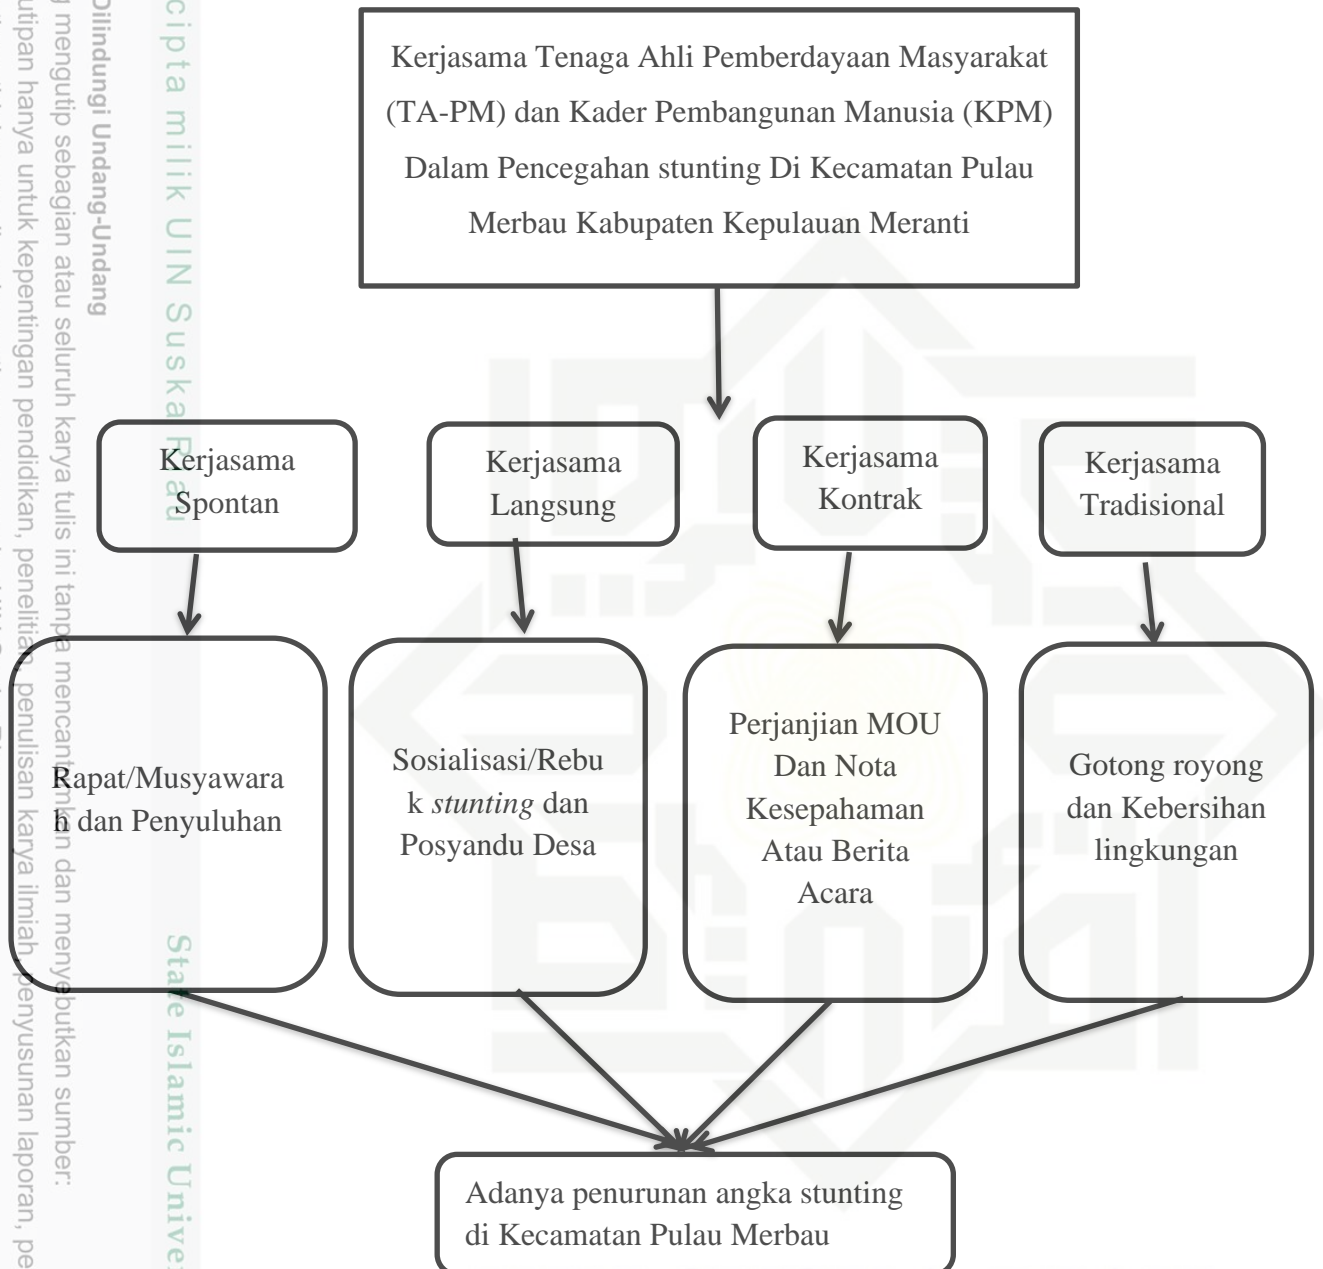 Kerjasama Tenaga Ahli Pemberdayaan Masyarakat
(TA-PM) dan Kader Pembangunan Manusia (KPM)
Dalam Pencegahan stunting Di Kecamatan Pulau
Merbau Kabupaten Kepulauan Meranti
Kerjasama
Spontan
Kerjasama
Langsung
Kerjasama
Kontrak
Kerjasama
Tradisional
Rapat/Musyawara
h dan Penyuluhan
Sosialisasi/Rebu
k stunting dan
Posyandu Desa
Perjanjian MOU
Dan Nota
Kesepahaman
Atau Berita
Acara
Gotong royong
dan Kebersihan
lingkungan
Adanya penurunan angka stunting
di Kecamatan Pulau Merbau
cipta milik UIN Suska Riau
State Islamic Univer
Dilindungi Undang-Undang
mengutip sebagian atau seluruh karya tulis ini tanpa mencantumkan dan menyebutkan sumber:
utipan hanya untuk kepentingan pendidikan, penelitian, penulisan karya ilmiah, penyusunan laporan, pe